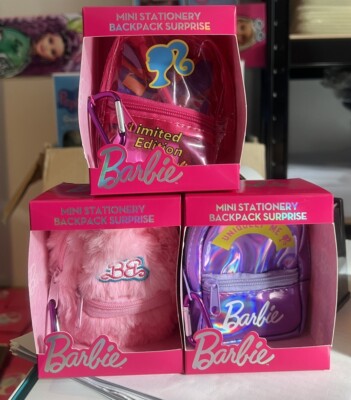 MINI STATIONERY
BACKPACK SURPRISE
Limited
Edition
Barbie
MINI STATIONERY
BACKPACK SURPRISE
BB
Barbie
MINI STATIONERY
BACKPACK SURPRISE
Barbie
Barbie